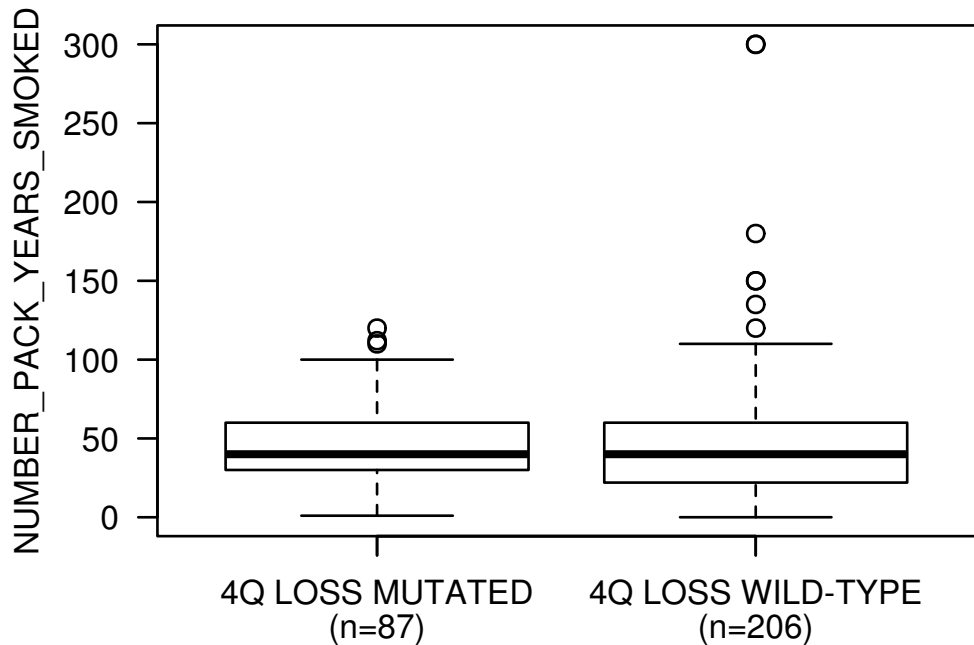 NUMBER_PACK_YEARS_SMOKED
300
250
200
150
100
50
0
4Q LOSS MUTATED
(n=87)
4Q LOSS WILD-TYPE
(n=206)